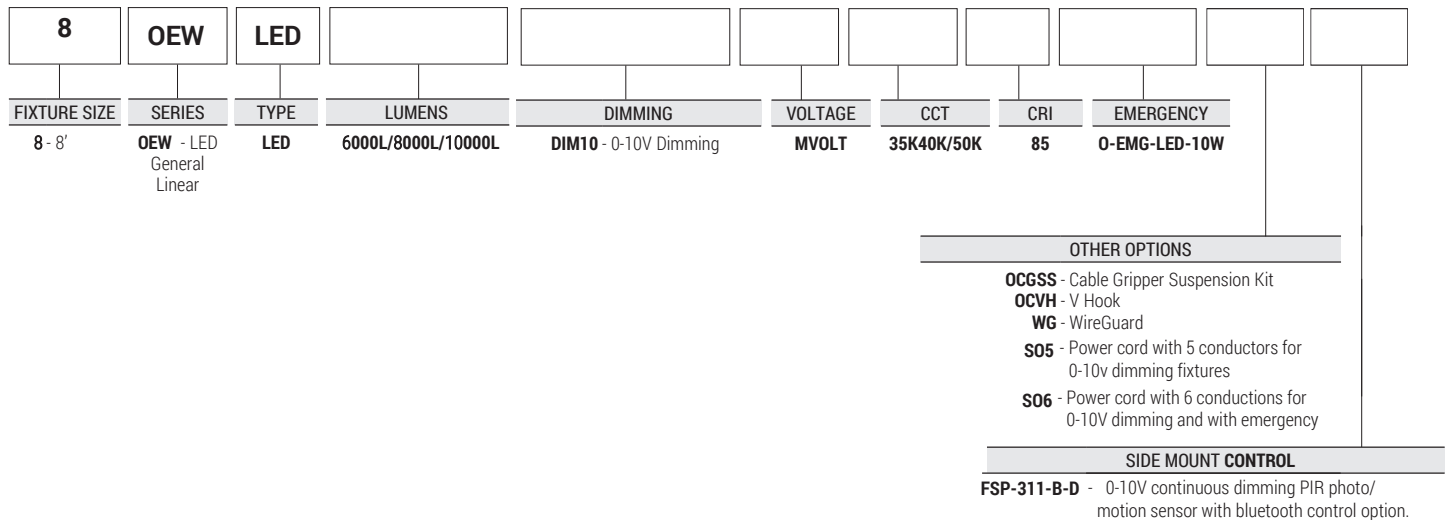 8 OEW LED
FIXTURE SIZE SERIES TYPE LUMENS DIMMING VOLTAGE CCT CRI EMERGENCY
8 - 8' OEW - LED LED 6000L/8000L/10000L DIM10 - 0-10V Dimming MVOLT 35K40K/50K 85 O-EMG-LED-10W
General
Linear
OTHER OPTIONS
OCGSS - Cable Gripper Suspension Kit
OCVH - V Hook
WG - WireGuard
SO5 - Power cord with 5 conductors for
0-10v dimming fixtures
SO6 - Power cord with 6 conductions for
0-10V dimming and with emergency
SIDE MOUNT CONTROL
FSP-311-B-D - 0-10V continuous dimming PIR photo/
motion sensor with bluetooth control option.